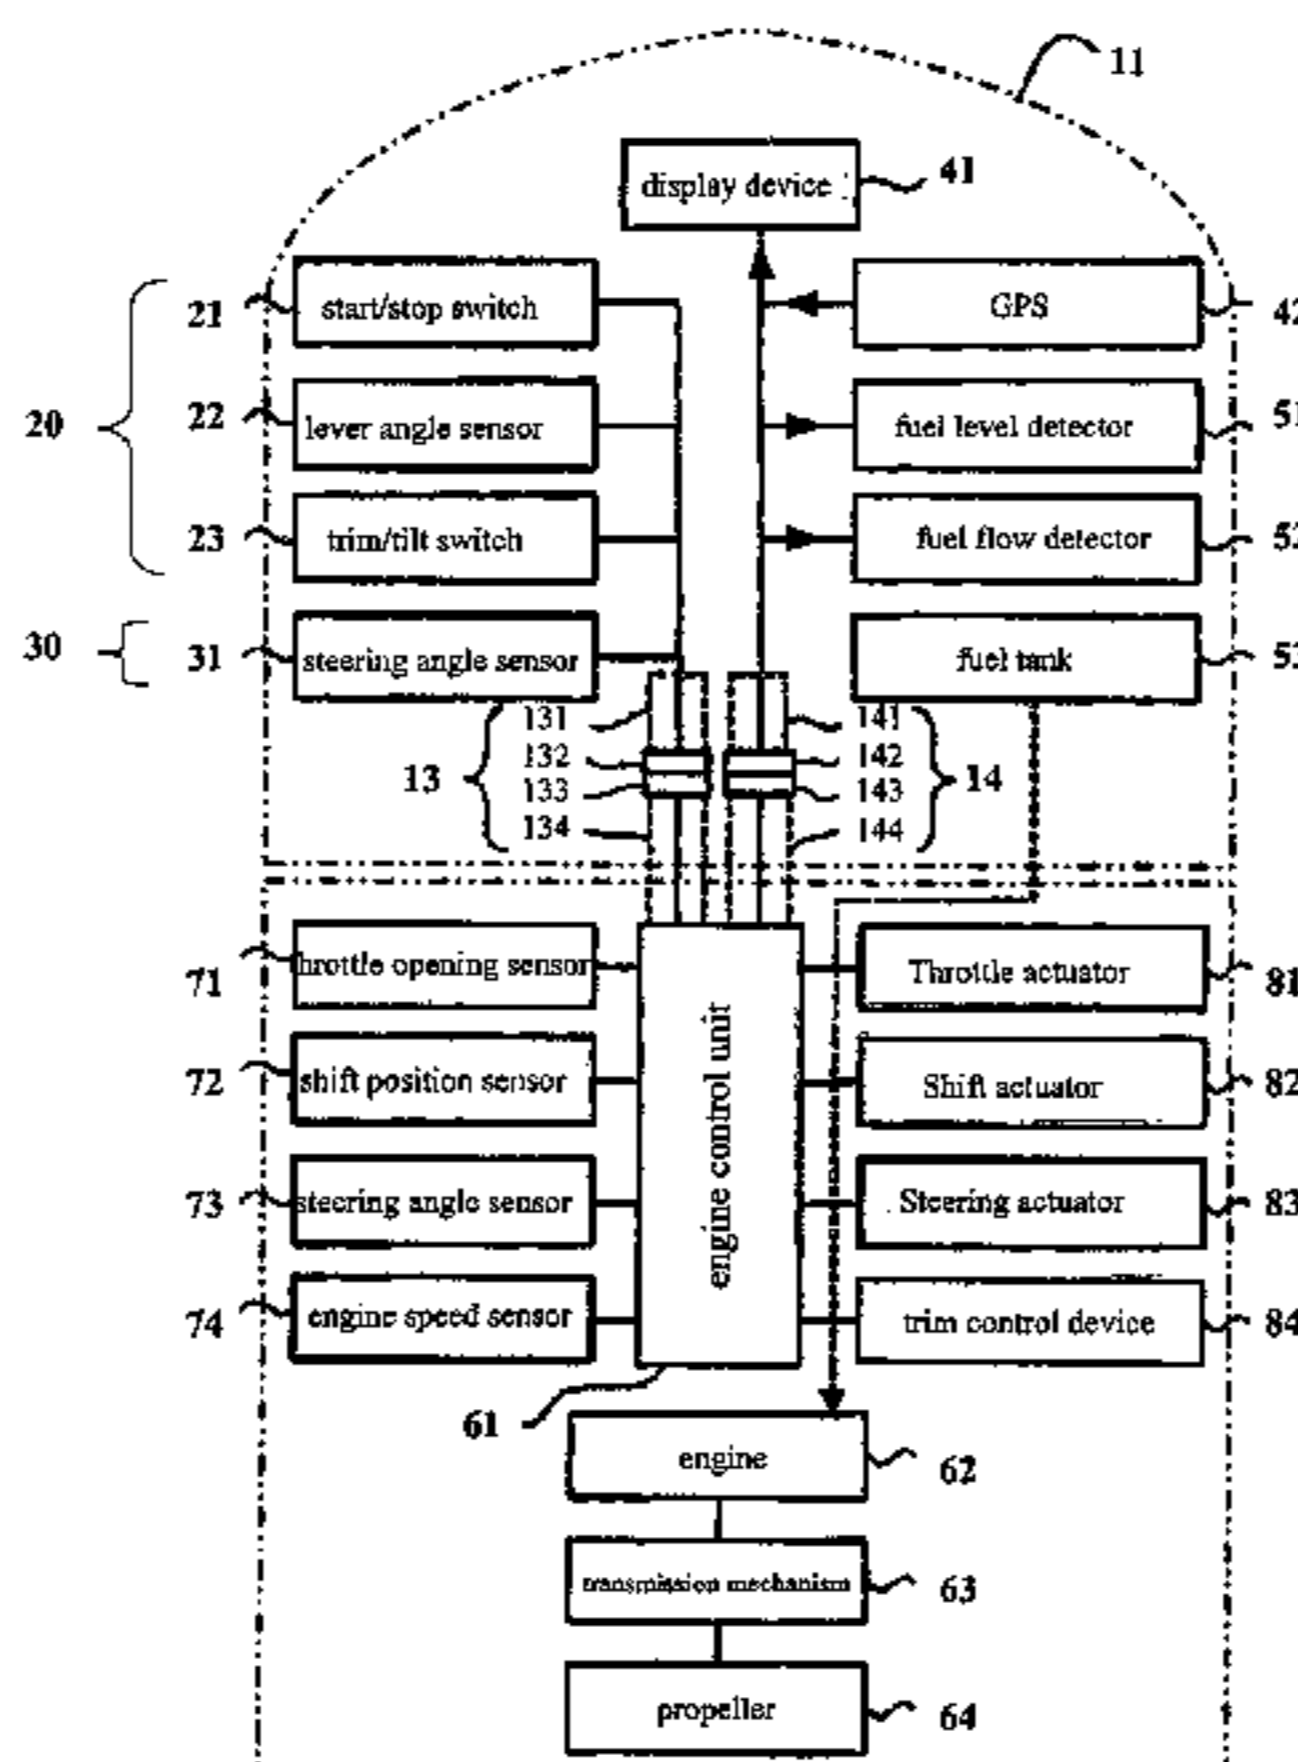 11
display device
41
21
start/stop switch
GPS
42
20
22
lever angle sensor
fuel level detector
51
23
trim/tilt switch
fuel flow detector
52
30
31
steering angle sensor
fuel tank
53
13
131
132
133
134
141
142
143
144
14
71
hrottle opening sensor
Throttle actuator
81
72
shift position sensor
Shift actuator
82
73
steering angle sensor
Steering actuator
83
74
engine speed sensor
trim control device
84
engine control unit
61
engine
62
transmission mechanism
63
propeller
64